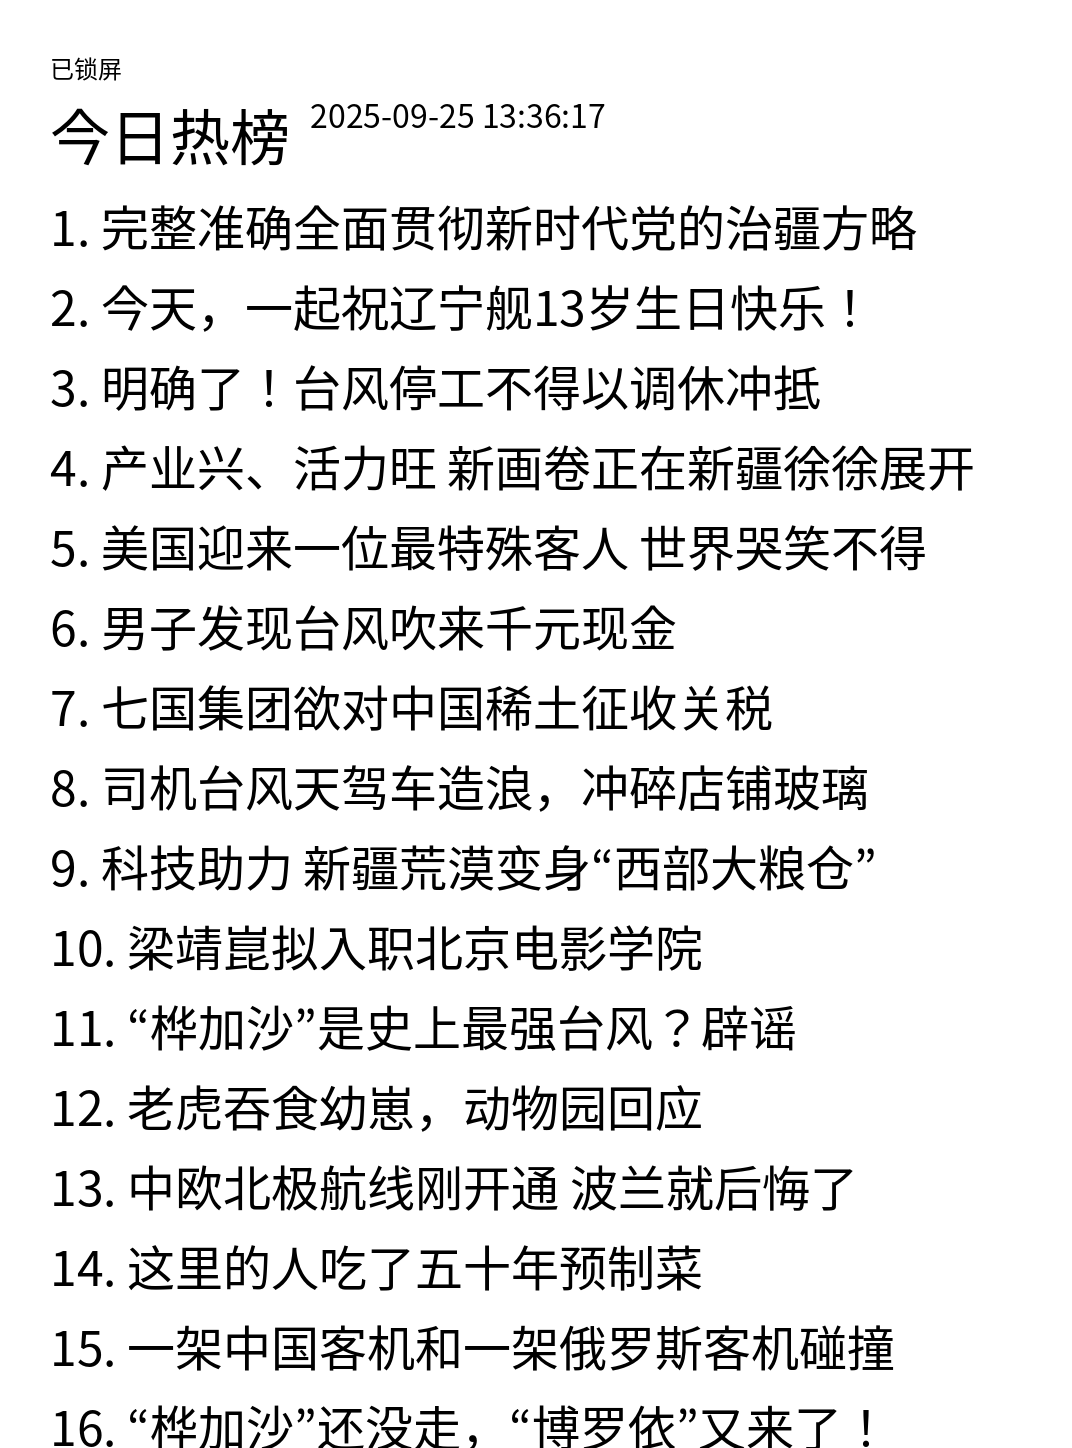 已锁屏
今日热榜 2025-09-25 13:36:17
1. 完整准确全面贯彻新时代党的治疆方略
2. 今天，一起祝辽宁舰13岁生日快乐！
3. 明确了！台风停工不得以调休冲抵
4. 产业兴、活力旺 新画卷正在新疆徐徐展开
5. 美国迎来一位最特殊客人 世界哭笑不得
6. 男子发现台风吹来千元现金
7. 七国集团欲对中国稀土征收关税
8. 司机台风天驾车造浪，冲碎店铺玻璃
9. 科技助力 新疆荒漠变身“西部大粮仓”
10. 梁靖崑拟入职北京电影学院
11. “桦加沙”是史上最强台风？辟谣
12. 老虎吞食幼崽，动物园回应
13. 中欧北极航线刚开通 波兰就后悔了
14. 这里的人吃了五十年预制菜
15. 一架中国客机和一架俄罗斯客机碰撞
16. “桦加沙”还没走，“博罗依”又来了！